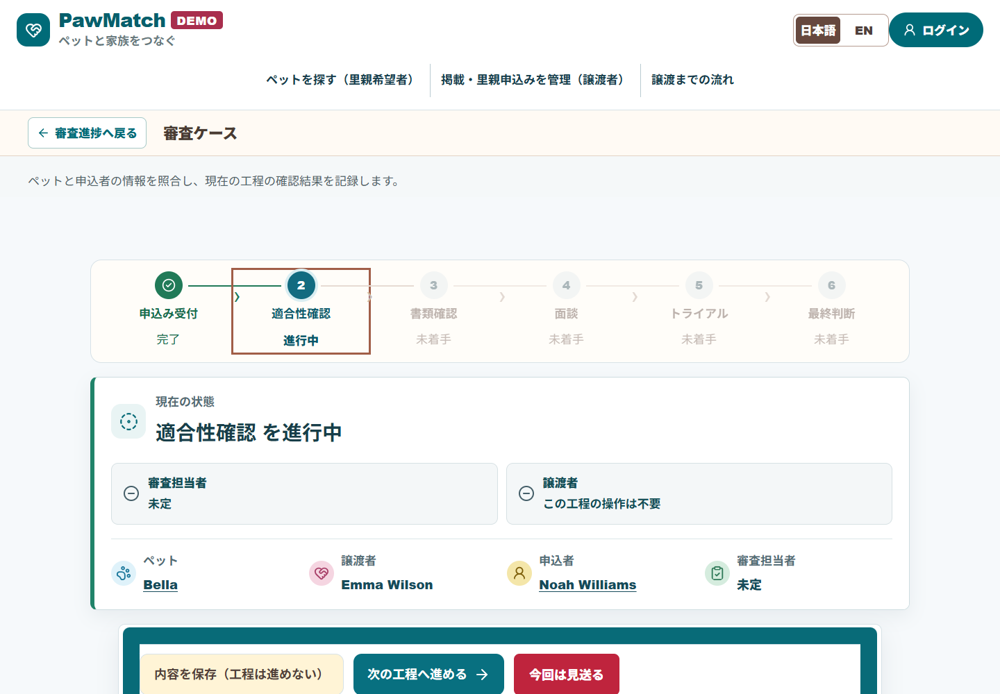 PawMatch DEMO
ペットと家族をつなぐ
日本語 EN ログイン
ペットを探す（里親希望者） 掲載・里親申込みを管理（譲渡者） 譲渡までの流れ
審査進捗へ戻る 審査ケース
ペットと申込者の情報を照合し、現在の工程の確認結果を記録します。
2 3 4 5 6
申込み受付 適合性確認 書類確認 面談 トライアル 最終判断
完了 進行中 未着手 未着手 未着手 未着手
現在の状態
適合性確認 を進行中
審査担当者
未定
譲渡者
この工程の操作は不要
ペット
Bella
譲渡者
Emma Wilson
申込者
Noah Williams
審査担当者
未定
内容を保存（工程は進めない） 次の工程へ進める 今回は見送る